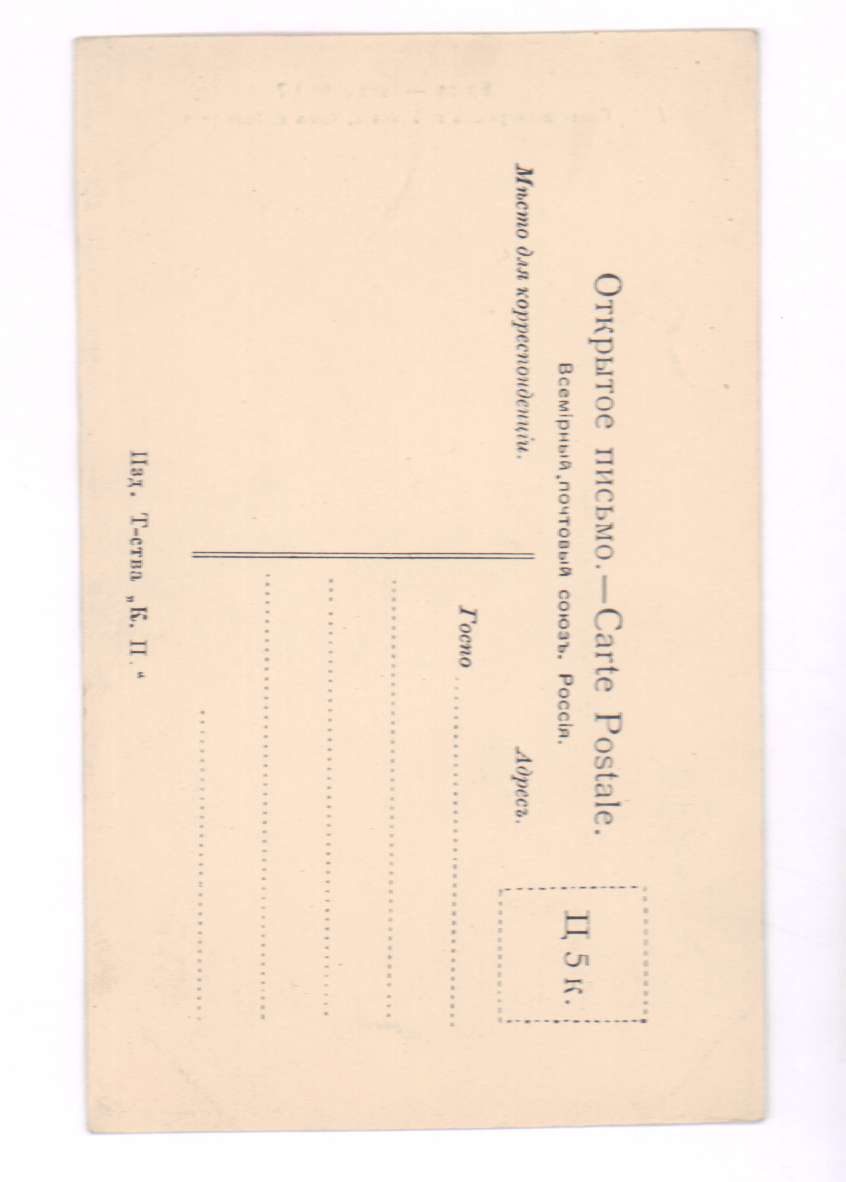 Открытое письмо.—Carte Postale.
Всемірный почтовый союзъ. Россія.
Мѣсто для корреспонденціи.
Адресъ.
Ц 5 к.
Госпо
Изд. Т-ства „К. П.“